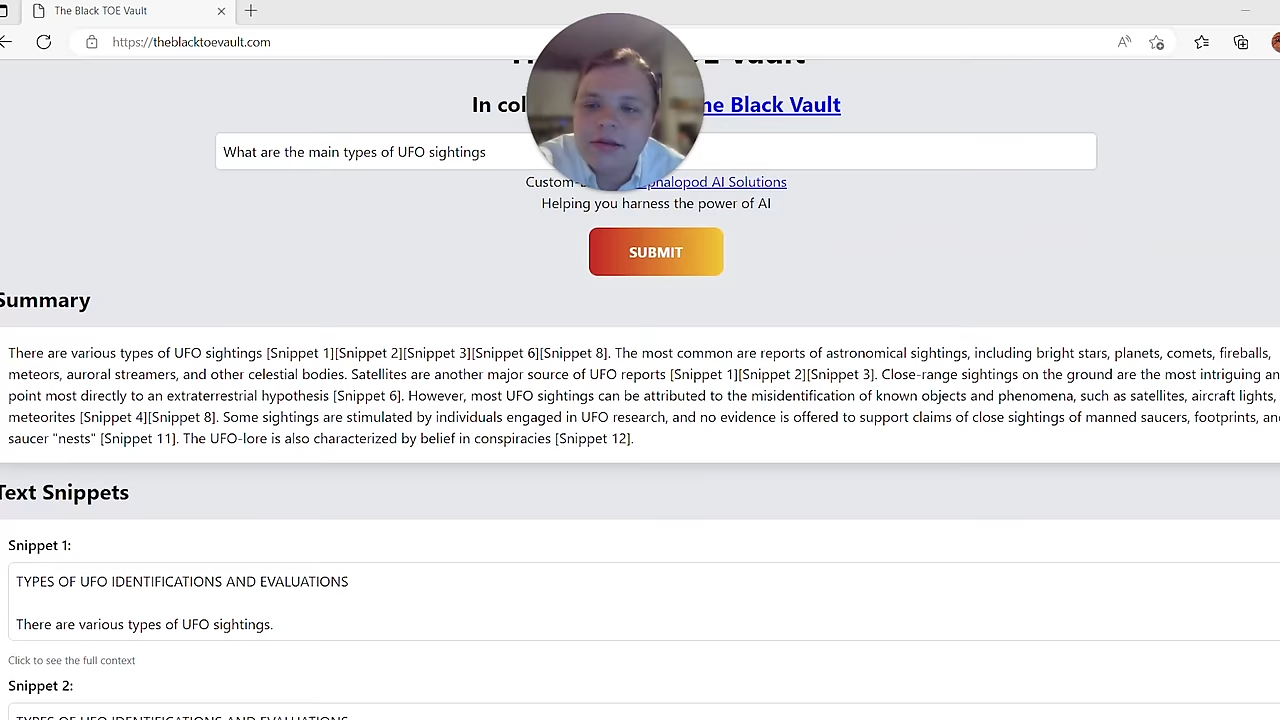 The Black TOE Vault
https://theblacktoevault.com
TOE Vault
In col he Black Vault
What are the main types of UFO sightings
Custom- phalopod AI Solutions
Helping you harness the power of AI
SUBMIT
Summary
There are various types of UFO sightings [Snippet 1][Snippet 2][Snippet 3][Snippet 6][Snippet 8]. The most common are reports of astronomical sightings, including bright stars, planets, comets, fireballs,
meteors, auroral streamers, and other celestial bodies. Satellites are another major source of UFO reports [Snippet 1][Snippet 2][Snippet 3]. Close-range sightings on the ground are the most intriguing an
point most directly to an extraterrestrial hypothesis [Snippet 6]. However, most UFO sightings can be attributed to the misidentification of known objects and phenomena, such as satellites, aircraft lights,
meteorites [Snippet 4][Snippet 8]. Some sightings are stimulated by individuals engaged in UFO research, and no evidence is offered to support claims of close sightings of manned saucers, footprints, an
saucer "nests" [Snippet 11]. The UFO-lore is also characterized by belief in conspiracies [Snippet 12].
Text Snippets
Snippet 1:
TYPES OF UFO IDENTIFICATIONS AND EVALUATIONS
There are various types of UFO sightings.
Click to see the full context
Snippet 2:
TYPES OF UFO IDENTIFICATIONS AND EVALUATIONS